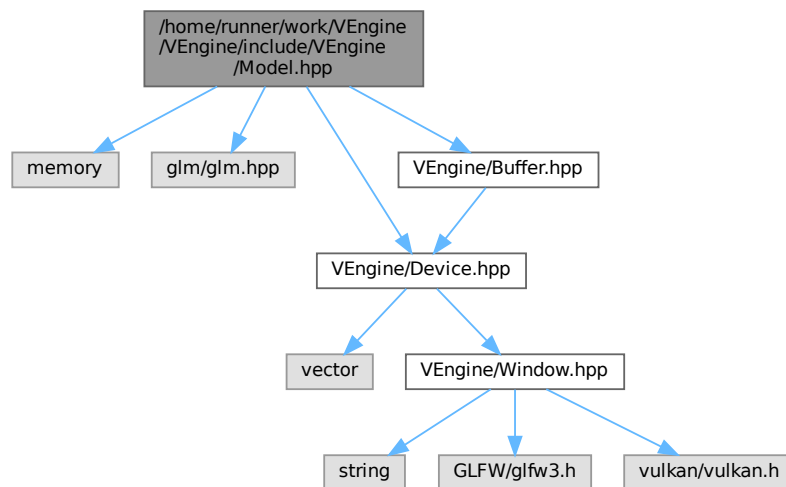 /home/runner/work/VEngine
/VEngine/include/VEngine
/Model.hpp
memory
glm/glm.hpp
VEngine/Buffer.hpp
VEngine/Device.hpp
vector
VEngine/Window.hpp
string
GLFW/glfw3.h
vulkan/vulkan.h